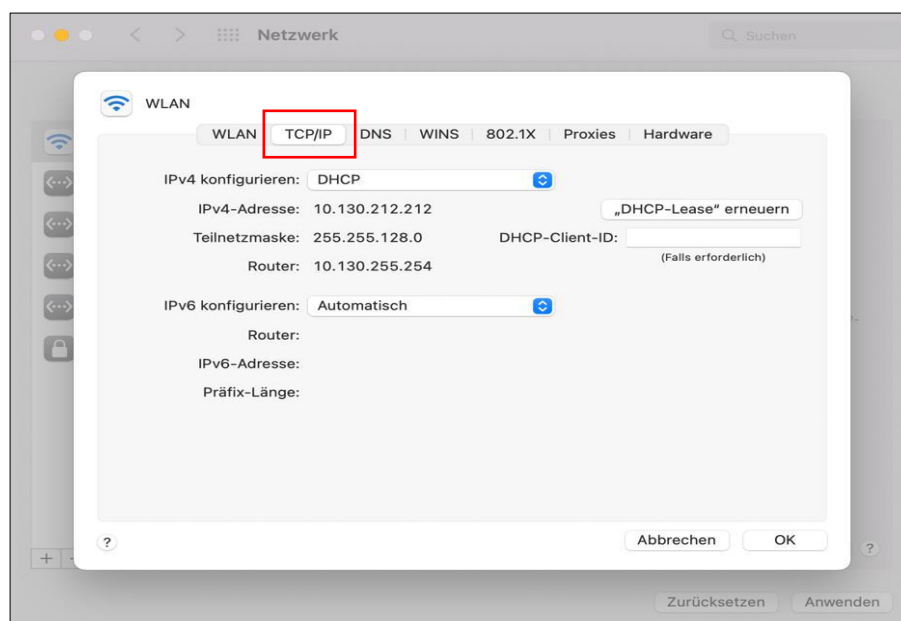 Netzwerk
Suchen
WLAN
WLAN TCP/IP DNS WINS 802.1X Proxies Hardware
IPv4 konfigurieren: DHCP
IPv4-Adresse: 10.130.212.212 „DHCP-Lease“ erneuern
Teilnetzmaske: 255.255.128.0 DHCP-Client-ID:
Router: 10.130.255.254 (Falls erforderlich)
IPv6 konfigurieren: Automatisch
Router:
IPv6-Adresse:
Präfix-Länge:
? Abbrechen OK
+ - ?
Zurücksetzen Anwenden